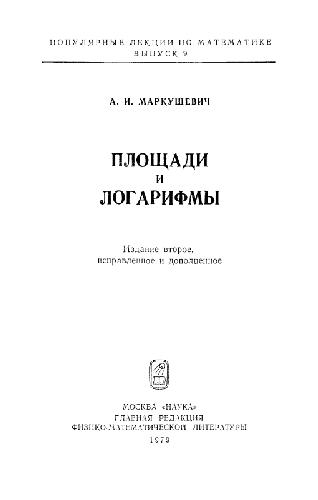 ПОПУЛЯРНЫЕ ЛЕКЦИИ ПО МАТЕМАТИКЕ
ВЫПУСК 9
А. И. МАРКУШЕВИЧ
ПЛОЩАДИ
И
ЛОГАРИФМЫ
Издание второе,
исправленное и дополненное
МОСКВА «НАУКА»
ГЛАВНАЯ РЕДАКЦИЯ
ФИЗИКО-МАТЕМАТИЧЕСКОЙ ЛИТЕРАТУРЫ
1979